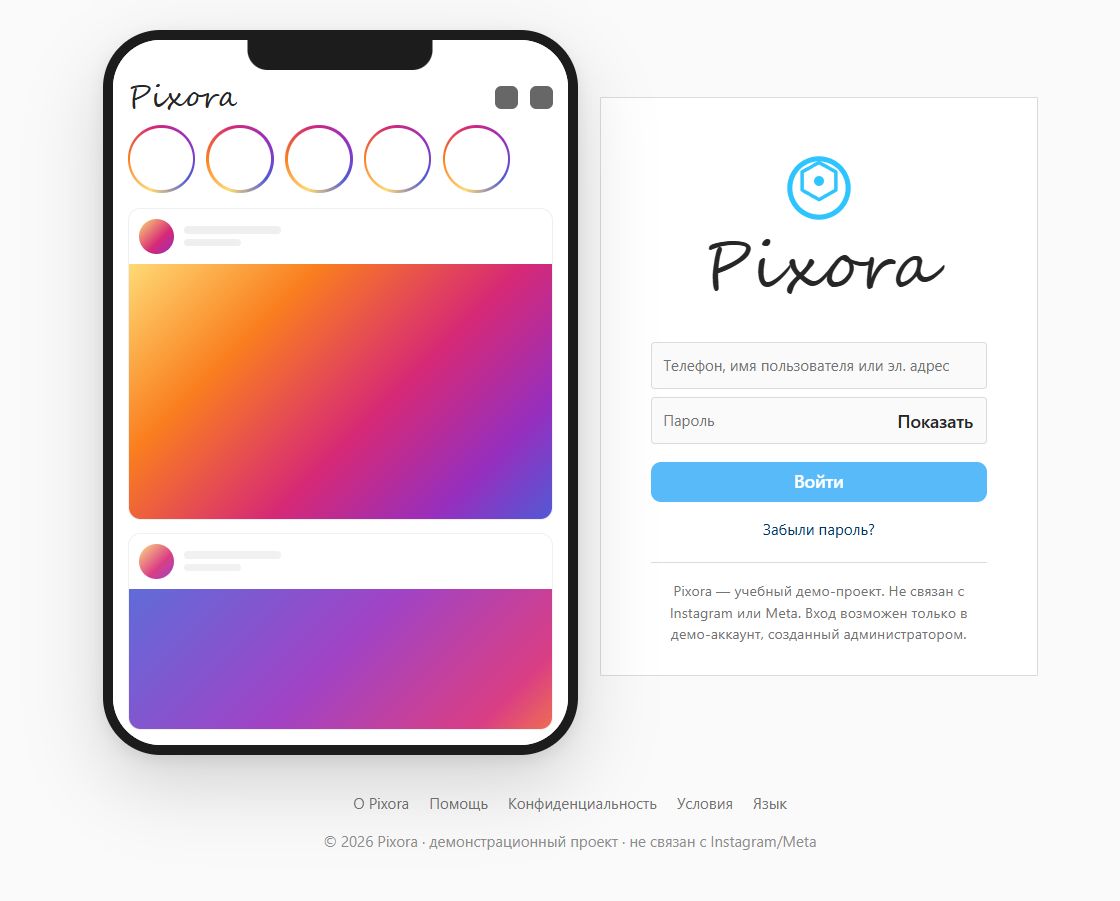 Pixora
Pixora
Телефон, имя пользователя или эл. адрес
Пароль
Показать
Войти
Забыли пароль?
Pixora — учебный демо-проект. Не связан с
Instagram или Meta. Вход возможен только в
демо-аккаунт, созданный администратором.
О Pixora Помощь Конфиденциальность Условия Язык
© 2026 Pixora · демонстрационный проект · не связан с Instagram/Meta